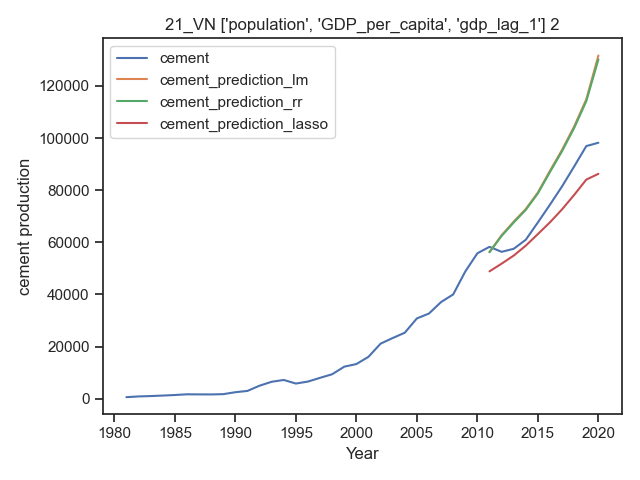 21_VN ['population', 'GDP_per_capita', 'gdp_lag_1'] 2
cement
cement_prediction_lm
cement_prediction_rr
cement_prediction_lasso
cement production
120000
100000
80000
60000
40000
20000
0
1980 1985 1990 1995 2000 2005 2010 2015 2020
Year